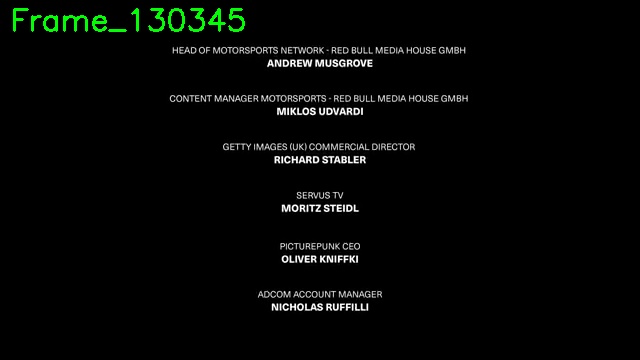 Frame_130345
HEAD OF MOTORSPORTS NETWORK - RED BULL MEDIA HOUSE GMBH
ANDREW MUSGROVE
CONTENT MANAGER MOTORSPORTS - RED BULL MEDIA HOUSE GMBH
MIKLOS UDVARDI
GETTY IMAGES (UK) COMMERCIAL DIRECTOR
RICHARD STABLER
SERVUS TV
MORITZ STEIDL
PICTUREPUNK CEO
OLIVER KNIFFKI
ADCOM ACCOUNT MANAGER
NICHOLAS RUFFILLI